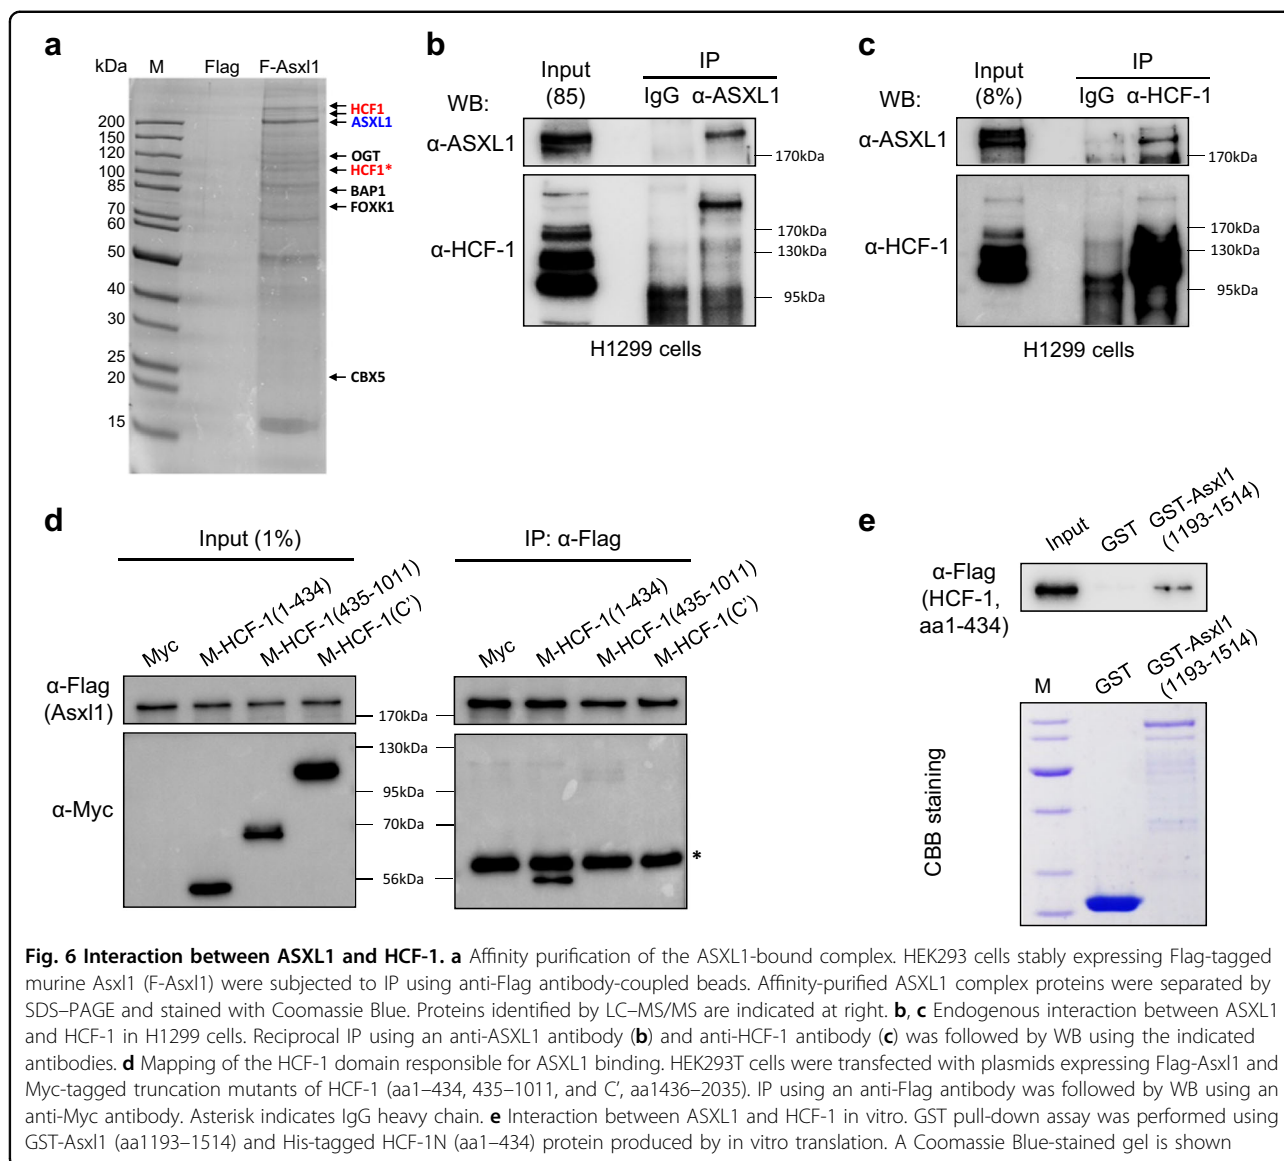 a
kDa M Flag F-Asxl1
HCF1
200 ASXL1
150
120 OGT
100 HCF1*
85 BAP1
70 FOXK1
60
50
40
30
25
20 CBX5
15
b
Input (85)
IP
WB: IgG α-ASXL1
α-ASXL1
170kDa
α-HCF-1
170kDa
130kDa
95kDa
H1299 cells
c
Input (8%)
IP
WB: IgG α-HCF-1
α-ASXL1
170kDa
α-HCF-1
170kDa
130kDa
95kDa
H1299 cells
d
Input (1%) IP: α-Flag
Myc M-HCF-1(1-434) M-HCF-1(435-1011) M-HCF-1(C’) Myc M-HCF-1(1-434) M-HCF-1(435-1011) M-HCF-1(C’)
α-Flag (Asxl1)
170kDa
130kDa
α-Myc
95kDa
70kDa
*
56kDa
e
Input GST GST-Asxl1 (1193-1514)
α-Flag (HCF-1, aa1-434)
M GST GST-Asxl1 (1193-1514)
CBB staining
Fig. 6 Interaction between ASXL1 and HCF-1. a Affinity purification of the ASXL1-bound complex. HEK293 cells stably expressing Flag-tagged
murine Asxl1 (F-Asxl1) were subjected to IP using anti-Flag antibody-coupled beads. Affinity-purified ASXL1 complex proteins were separated by
SDS–PAGE and stained with Coomassie Blue. Proteins identified by LC–MS/MS are indicated at right. b, c Endogenous interaction between ASXL1
and HCF-1 in H1299 cells. Reciprocal IP using an anti-ASXL1 antibody (b) and anti-HCF-1 antibody (c) was followed by WB using the indicated
antibodies. d Mapping of the HCF-1 domain responsible for ASXL1 binding. HEK293T cells were transfected with plasmids expressing Flag-Asxl1 and
Myc-tagged truncation mutants of HCF-1 (aa1–434, 435–1011, and C’, aa1436–2035). IP using an anti-Flag antibody was followed by WB using an
anti-Myc antibody. Asterisk indicates IgG heavy chain. e Interaction between ASXL1 and HCF-1 in vitro. GST pull-down assay was performed using
GST-Asxl1 (aa1193–1514) and His-tagged HCF-1N (aa1–434) protein produced by in vitro translation. A Coomassie Blue-stained gel is shown